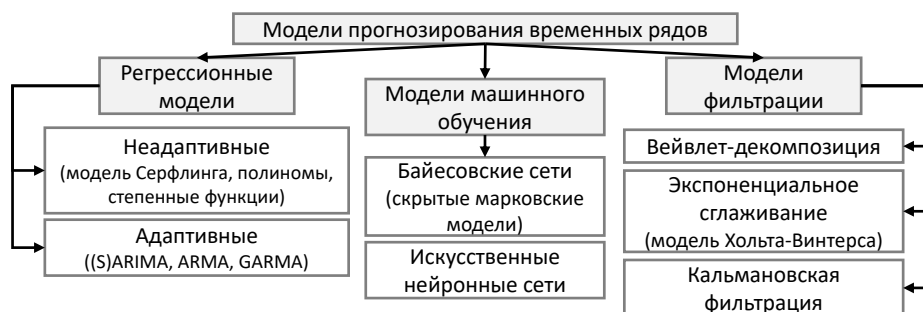 Модели прогнозирования временных рядов
Регрессионные
модели
Неадаптивные
(модель Серфлинга, полиномы,
степенные функции)
Адаптивные
((S)ARIMA, ARMA, GARMA)
Модели машинного
обучения
Байесовские сети
(скрытые марковские
модели)
Искусственные
нейронные сети
Модели
фильтрации
Вейвлет-декомпозиция
Экспоненциальное
сглаживание
(модель Хольта-Винтерса)
Кальмановская
фильтрация